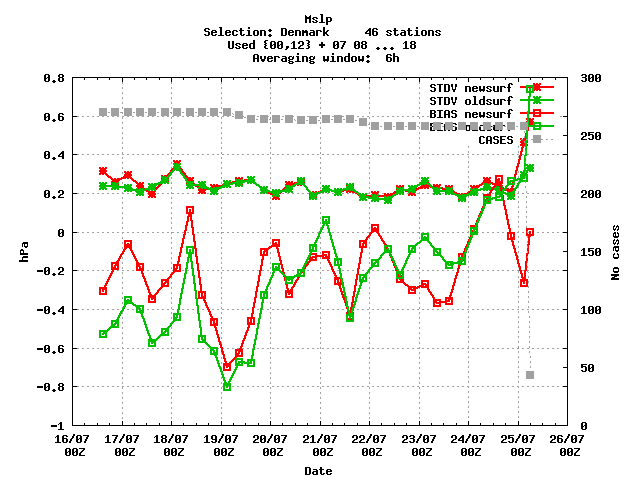 Mslp
Selection: Denmark 46 stations
Used {00,12} + 07 08 ... 18
Averaging window: 6h
0.8 300
STDV newsurf
STDV oldsurf
0.6 BIAS newsurf 250
BIAS oldsurf
CASES
0.4
0.2 200
0
-0.2 150
-0.4 100
-0.6
-0.8 50
-1 0
hPa
No cases
16/07 17/07 18/07 19/07 20/07 21/07 22/07 23/07 24/07 25/07 26/07
00Z 00Z 00Z 00Z 00Z 00Z 00Z 00Z 00Z 00Z 00Z
Date